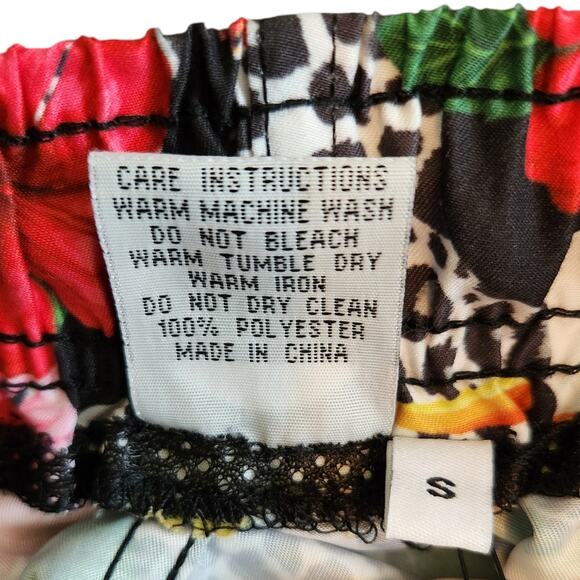 CARE INSTRUCTIONS
WARM MACHINE WASH
DO NOT BLEACH
WARM TUMBLE DRY
WARM IRON
DO NOT DRY CLEAN
100% POLYESTER
MADE IN CHINA
S